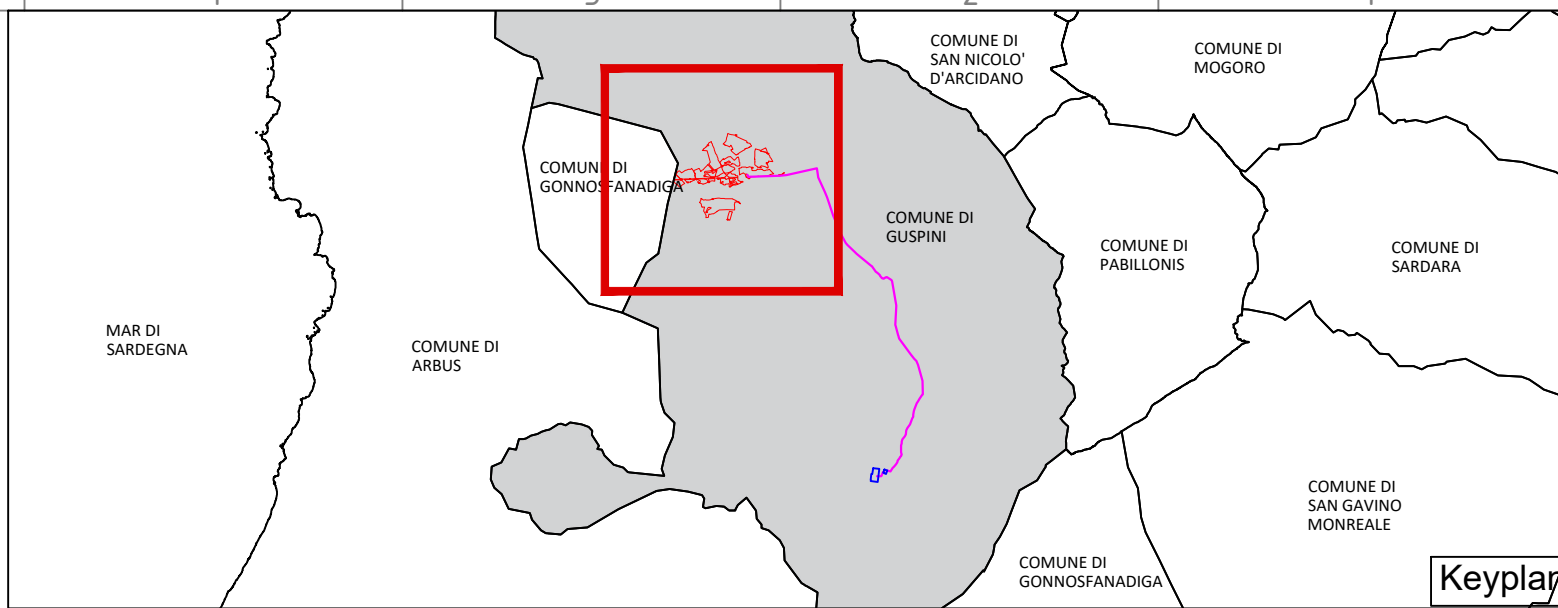 COMUNE DI
SAN NICOLO'
D'ARCIDANO
COMUNE DI
MOGORO
COMUNE DI
GONNOSFANADIGA
COMUNE DI
GUSPINI
COMUNE DI
PABILLONIS
COMUNE DI
SARDARA
MAR DI
SARDEGNA
COMUNE DI
ARBUS
COMUNE DI
SAN GAVINO
MONREALE
COMUNE DI
GONNOSFANADIGA
Keyplan